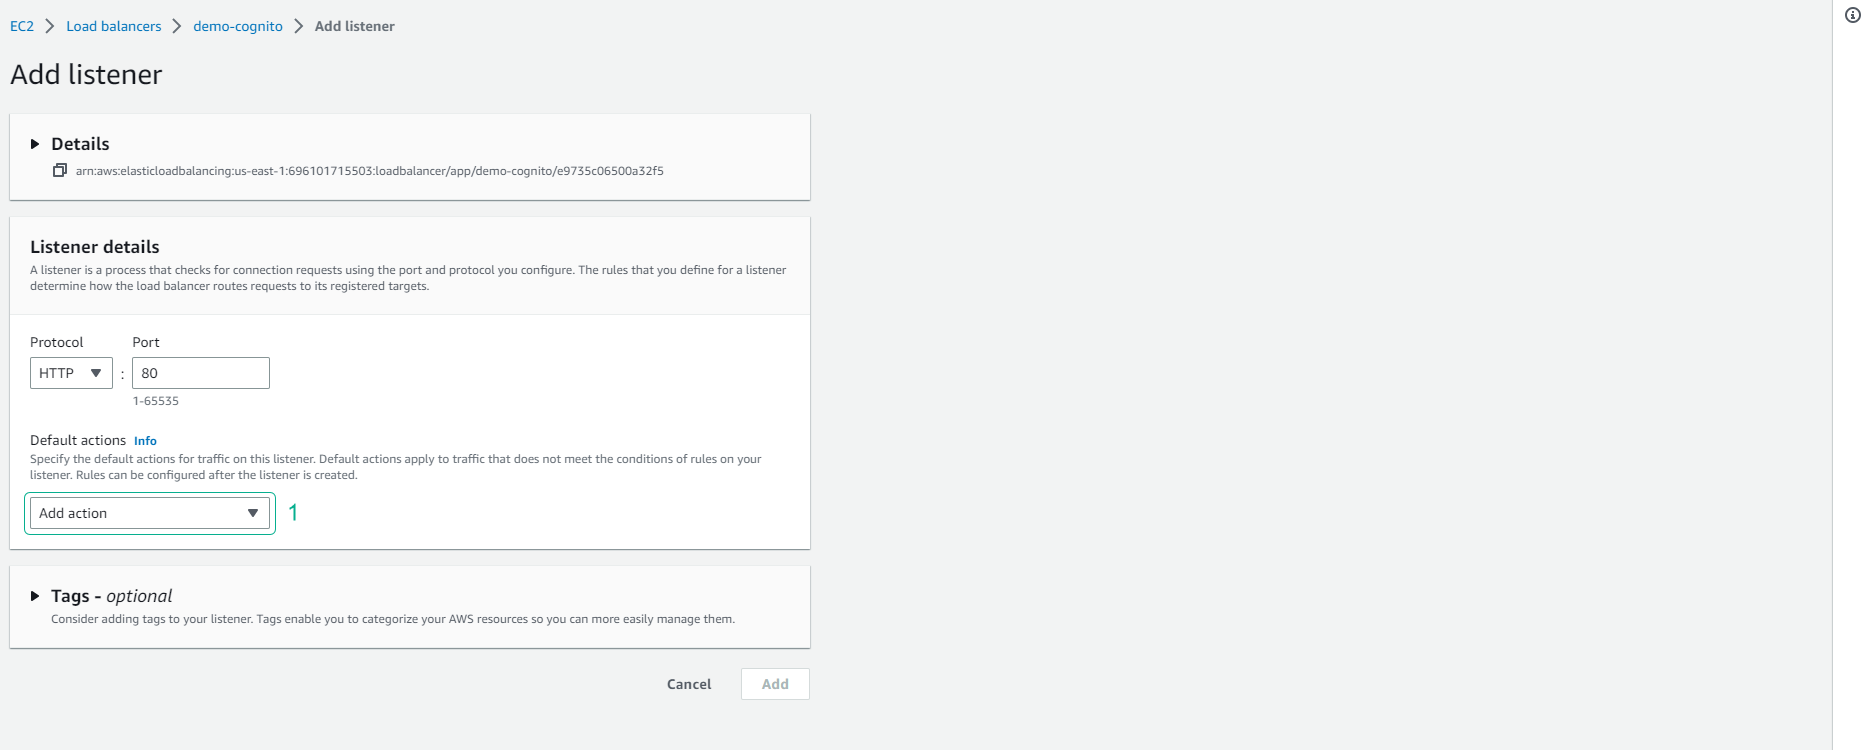 EC2 Load balancers demo-cognito Add listener
Add listener
Details
arn:aws:elasticloadbalancing:us-east-1:696101715503:loadbalancer/app/demo-cognito/e9735c06500a32f5
Listener details
A listener is a process that checks for connection requests using the port and protocol you configure. The rules that you define for a listener
determine how the load balancer routes requests to its registered targets.
Protocol Port
HTTP : 80
1-65535
Default actions Info
Specify the default actions for traffic on this listener. Default actions apply to traffic that does not meet the conditions of rules on your
listener. Rules can be configured after the listener is created.
Add action 1
Tags - optional
Consider adding tags to your listener. Tags enable you to categorize your AWS resources so you can more easily manage them.
Cancel Add